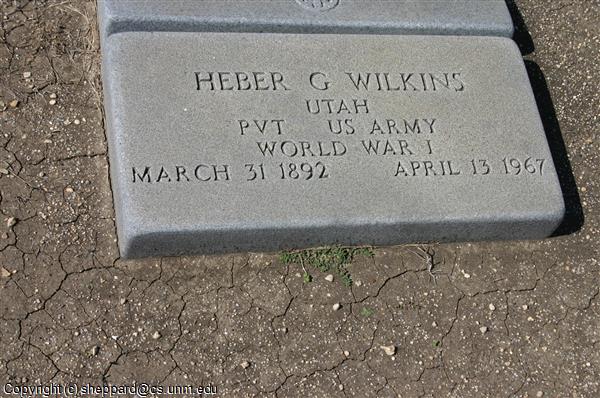 HEBER G WILKINS
UTAH
PVT US ARMY
WORLD WAR I
MARCH 31 1892 APRIL 13 1967
Copyright(c)sheppard@cs.unm.edu